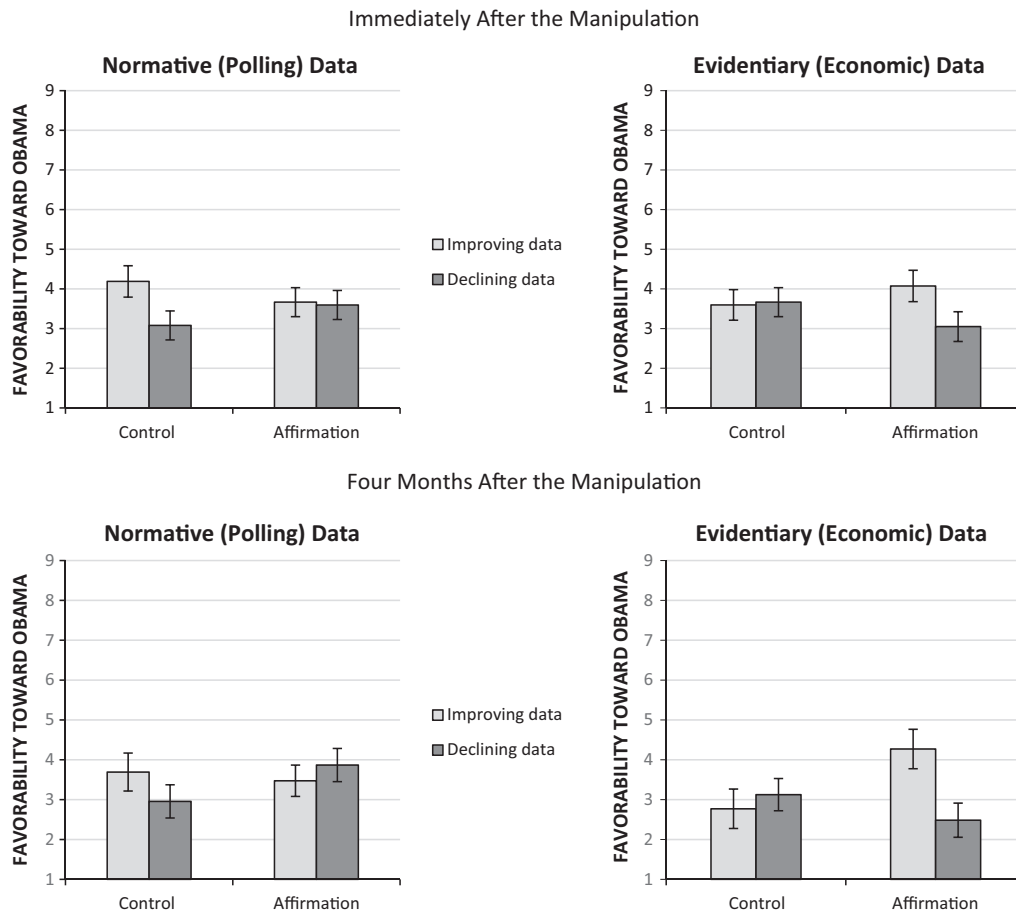 Immediately After the Manipulation
Normative (Polling) Data
FAVORABILITY TOWARD OBAMA
9
8
7
6
5
4
3
2
1
Control Affirmation
Improving data
Declining data
Evidentiary (Economic) Data
FAVORABILITY TOWARD OBAMA
9
8
7
6
5
4
3
2
1
Control Affirmation
Four Months After the Manipulation
Normative (Polling) Data
FAVORABILITY TOWARD OBAMA
9
8
7
6
5
4
3
2
1
Control Affirmation
Improving data
Declining data
Evidentiary (Economic) Data
FAVORABILITY TOWARD OBAMA
9
8
7
6
5
4
3
2
1
Control Affirmation